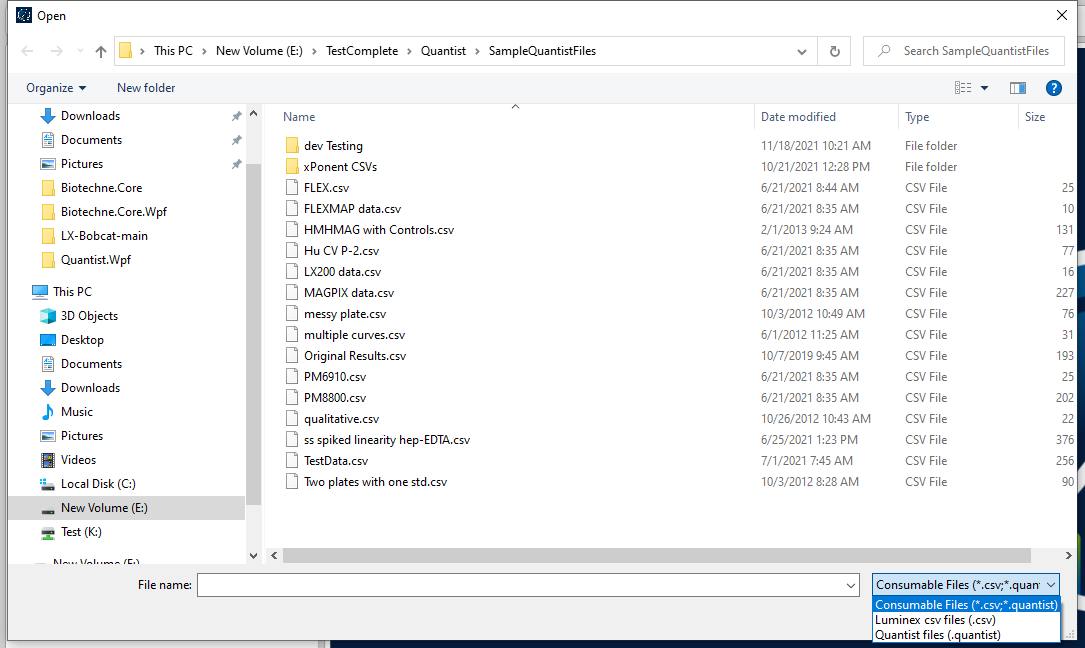 Open
This PC > New Volume (E:) > TestComplete > Quantist > SampleQuantistFiles
Search SampleQuantistFiles
Organize
New folder
Downloads
Documents
Pictures
Biotechne.Core
Biotechne.Core.Wpf
LX-Bobcat-main
Quantist.Wpf
This PC
3D Objects
Desktop
Documents
Downloads
Music
Pictures
Videos
Local Disk (C:)
New Volume (E:)
Test (K:)
New Volume (E:)
Name Date modified Type Size
dev Testing 11/18/2021 10:21 AM File folder
xPonent CSVs 10/21/2021 12:28 PM File folder
FLEX.csv 6/21/2021 8:44 AM CSV File 25
FLEXMAP data.csv 6/21/2021 8:35 AM CSV File 10
HMHMAG with Controls.csv 2/1/2013 9:24 AM CSV File 131
Hu CV P-2.csv 6/21/2021 8:35 AM CSV File 77
LX200 data.csv 6/21/2021 8:35 AM CSV File 16
MAGPIX data.csv 6/21/2021 8:35 AM CSV File 227
messy plate.csv 10/3/2012 10:49 AM CSV File 76
multiple curves.csv 6/1/2012 11:25 AM CSV File 31
Original Results.csv 10/7/2019 9:45 AM CSV File 193
PM6910.csv 6/21/2021 8:35 AM CSV File 25
PM8800.csv 6/21/2021 8:35 AM CSV File 202
qualitative.csv 10/26/2012 10:43 AM CSV File 22
ss spiked linearity hep-EDTA.csv 6/25/2021 1:23 PM CSV File 376
TestData.csv 7/1/2021 7:45 AM CSV File 256
Two plates with one std.csv 10/3/2012 8:28 AM CSV File 90
File name:
Consumable Files (*.csv;*.quan
Consumable Files (*.csv;*.quantist)
Luminex csv files (.csv)
Quantist files (.quantist)